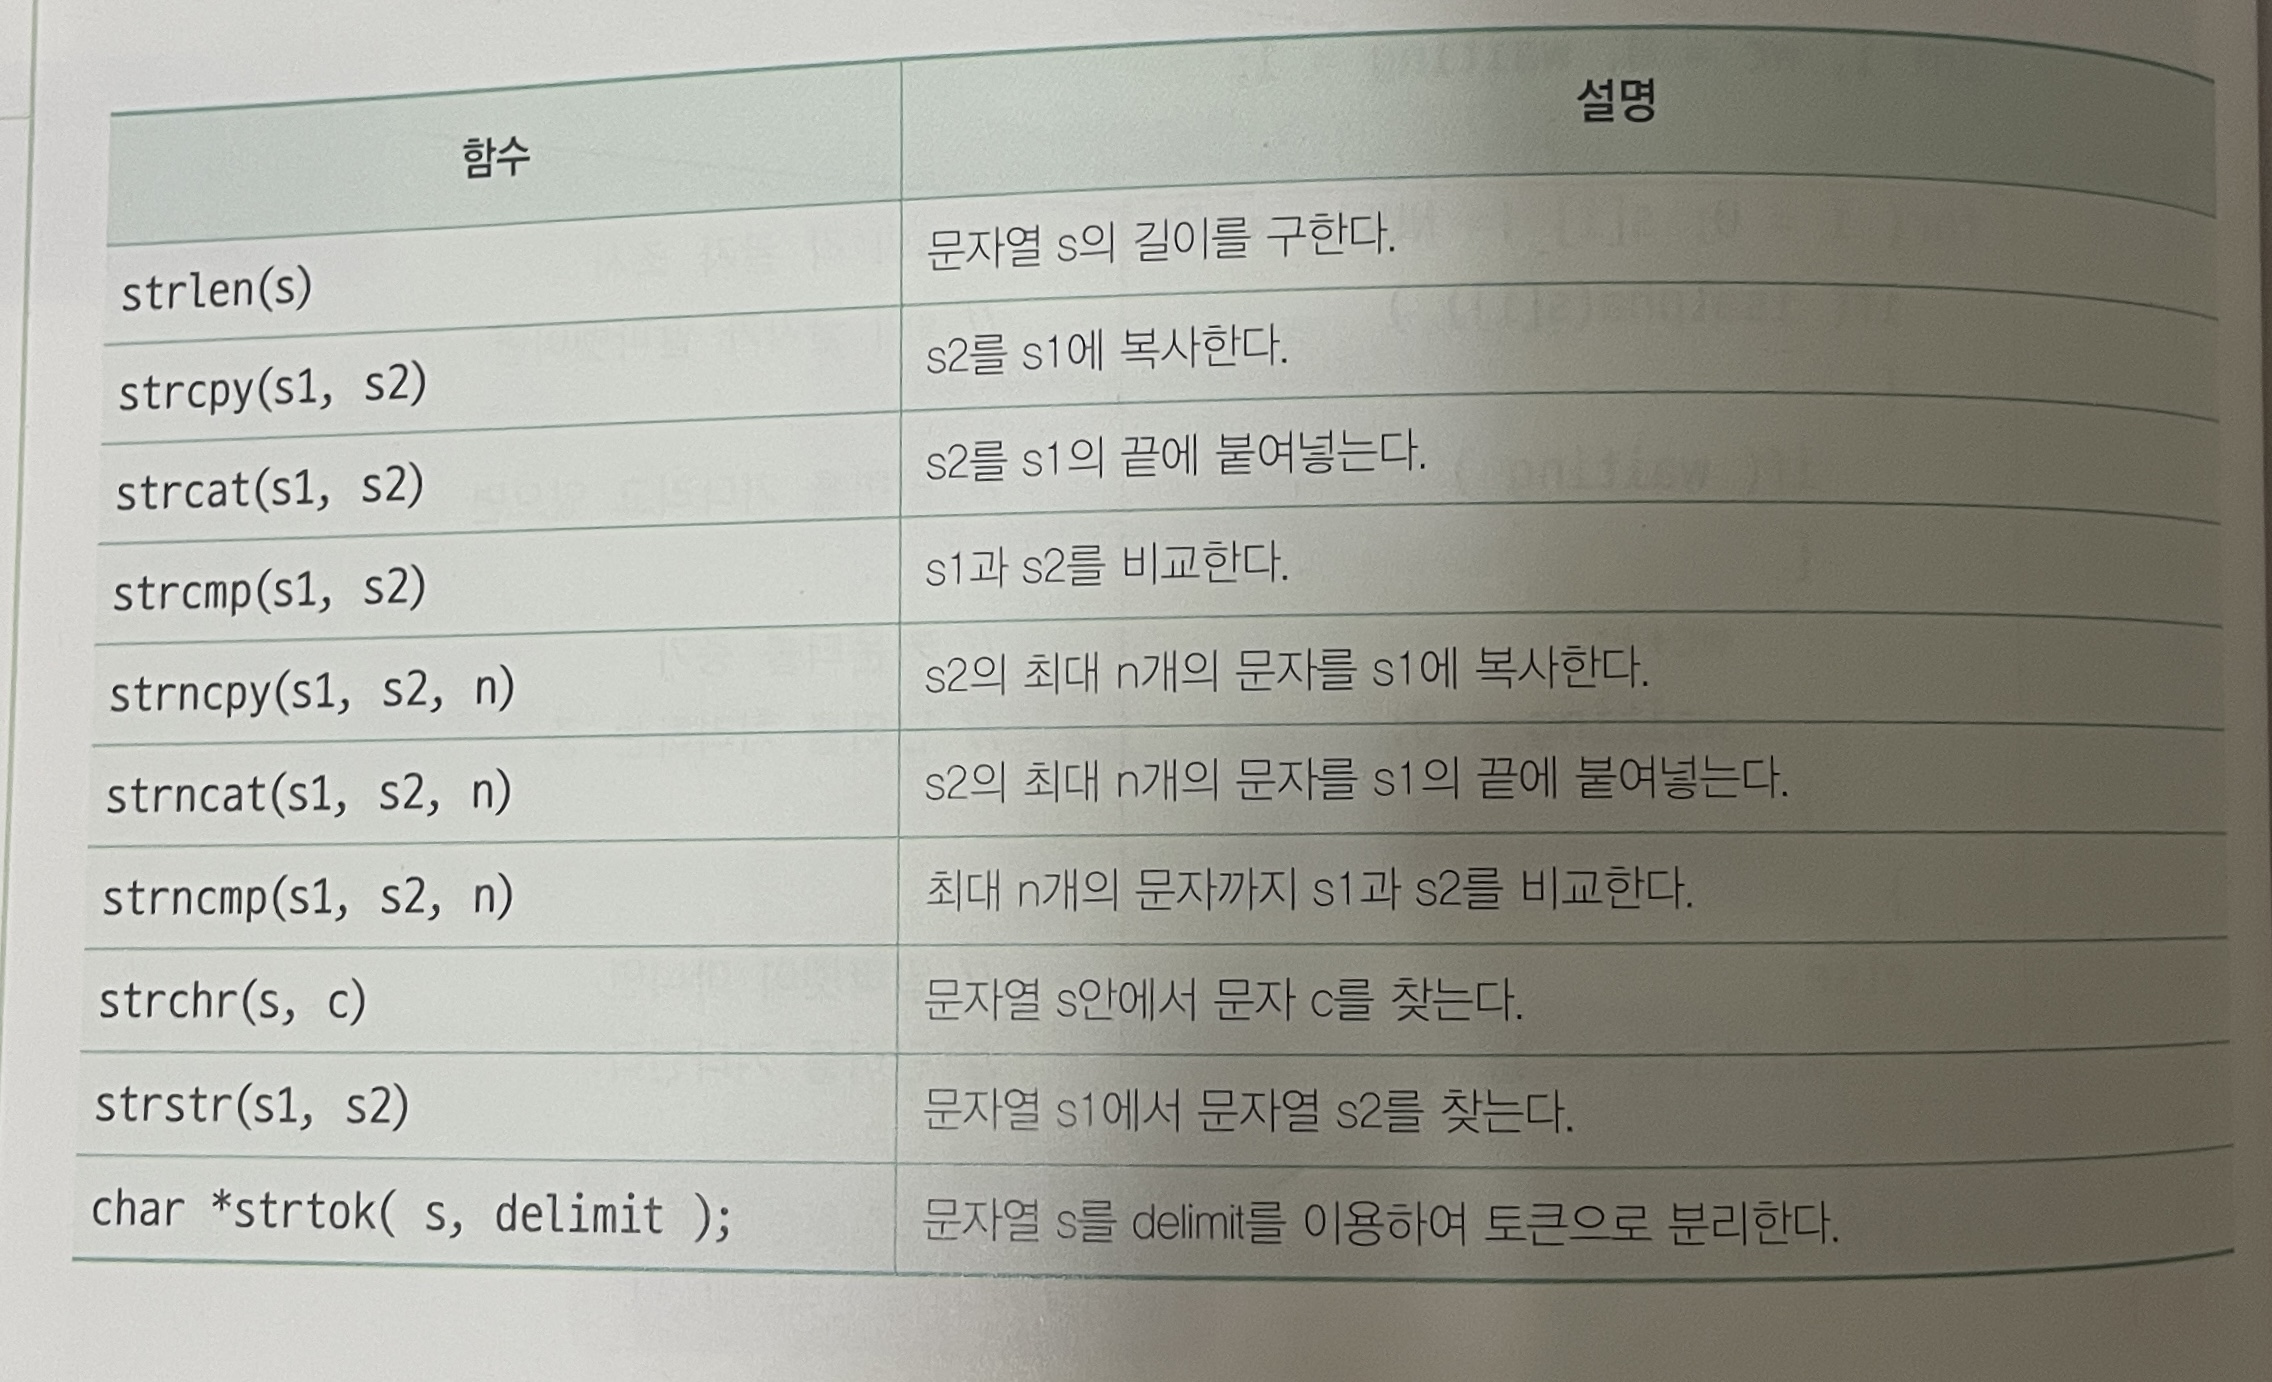 함수 설명
strlen(s) 문자열 s의 길이를 구한다.
strcpy(s1, s2) s2를 s1에 복사한다.
strcat(s1, s2) s2를 s1의 끝에 붙여넣는다.
strcmp(s1, s2) s1과 s2를 비교한다.
strncpy(s1, s2, n) s2의 최대 n개의 문자를 s1에 복사한다.
strncat(s1, s2, n) s2의 최대 n개의 문자를 s1의 끝에 붙여넣는다.
strncmp(s1, s2, n) 최대 n개의 문자까지 s1과 s2를 비교한다.
strchr(s, c) 문자열 s안에서 문자 c를 찾는다.
strstr(s1, s2) 문자열 s1에서 문자열 s2를 찾는다.
char *strtok( s, delimit ); 문자열 s를 delimit를 이용하여 토큰으로 분리한다.